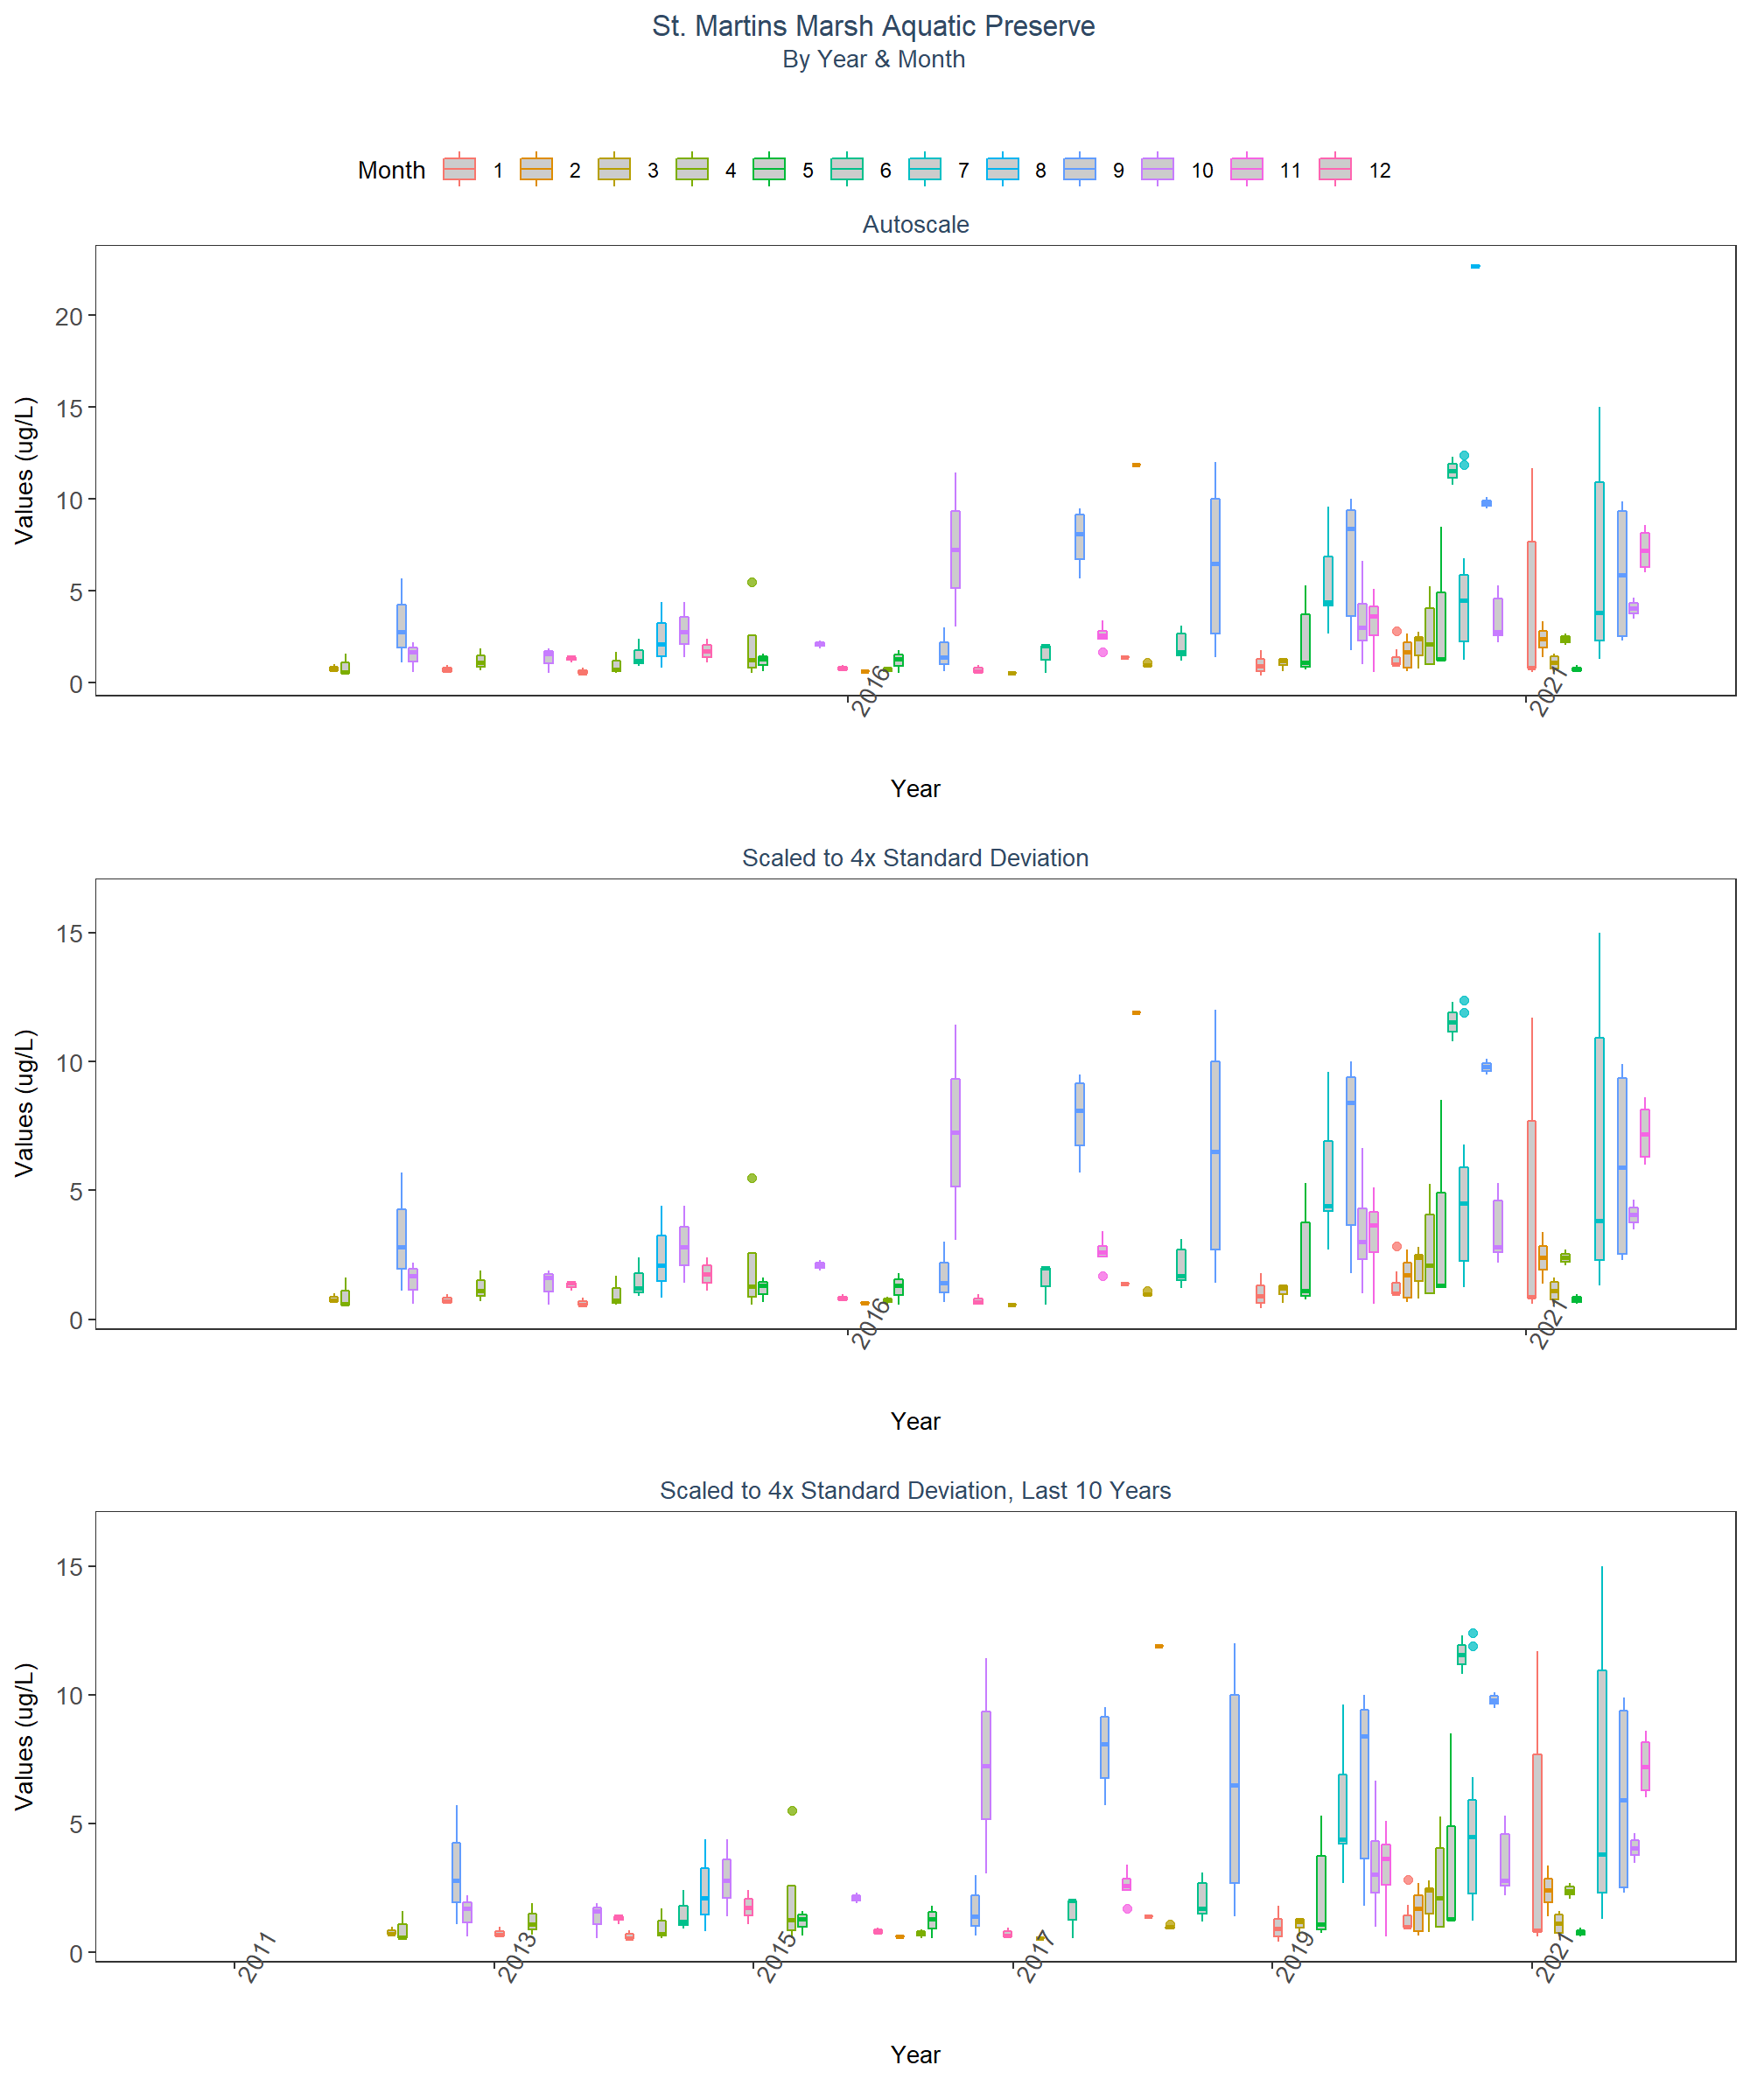 St. Martins Marsh Aquatic Preserve
By Year & Month
Month 1 2 3 4 5 6 7 8 9 10 11 12
Autoscale
Values (ug/L)
20
15
10
5
0
2016 2021
Year
Scaled to 4x Standard Deviation
Values (ug/L)
15
10
5
0
2016 2021
Year
Scaled to 4x Standard Deviation, Last 10 Years
Values (ug/L)
15
10
5
0
2011 2013 2015 2017 2019 2021
Year